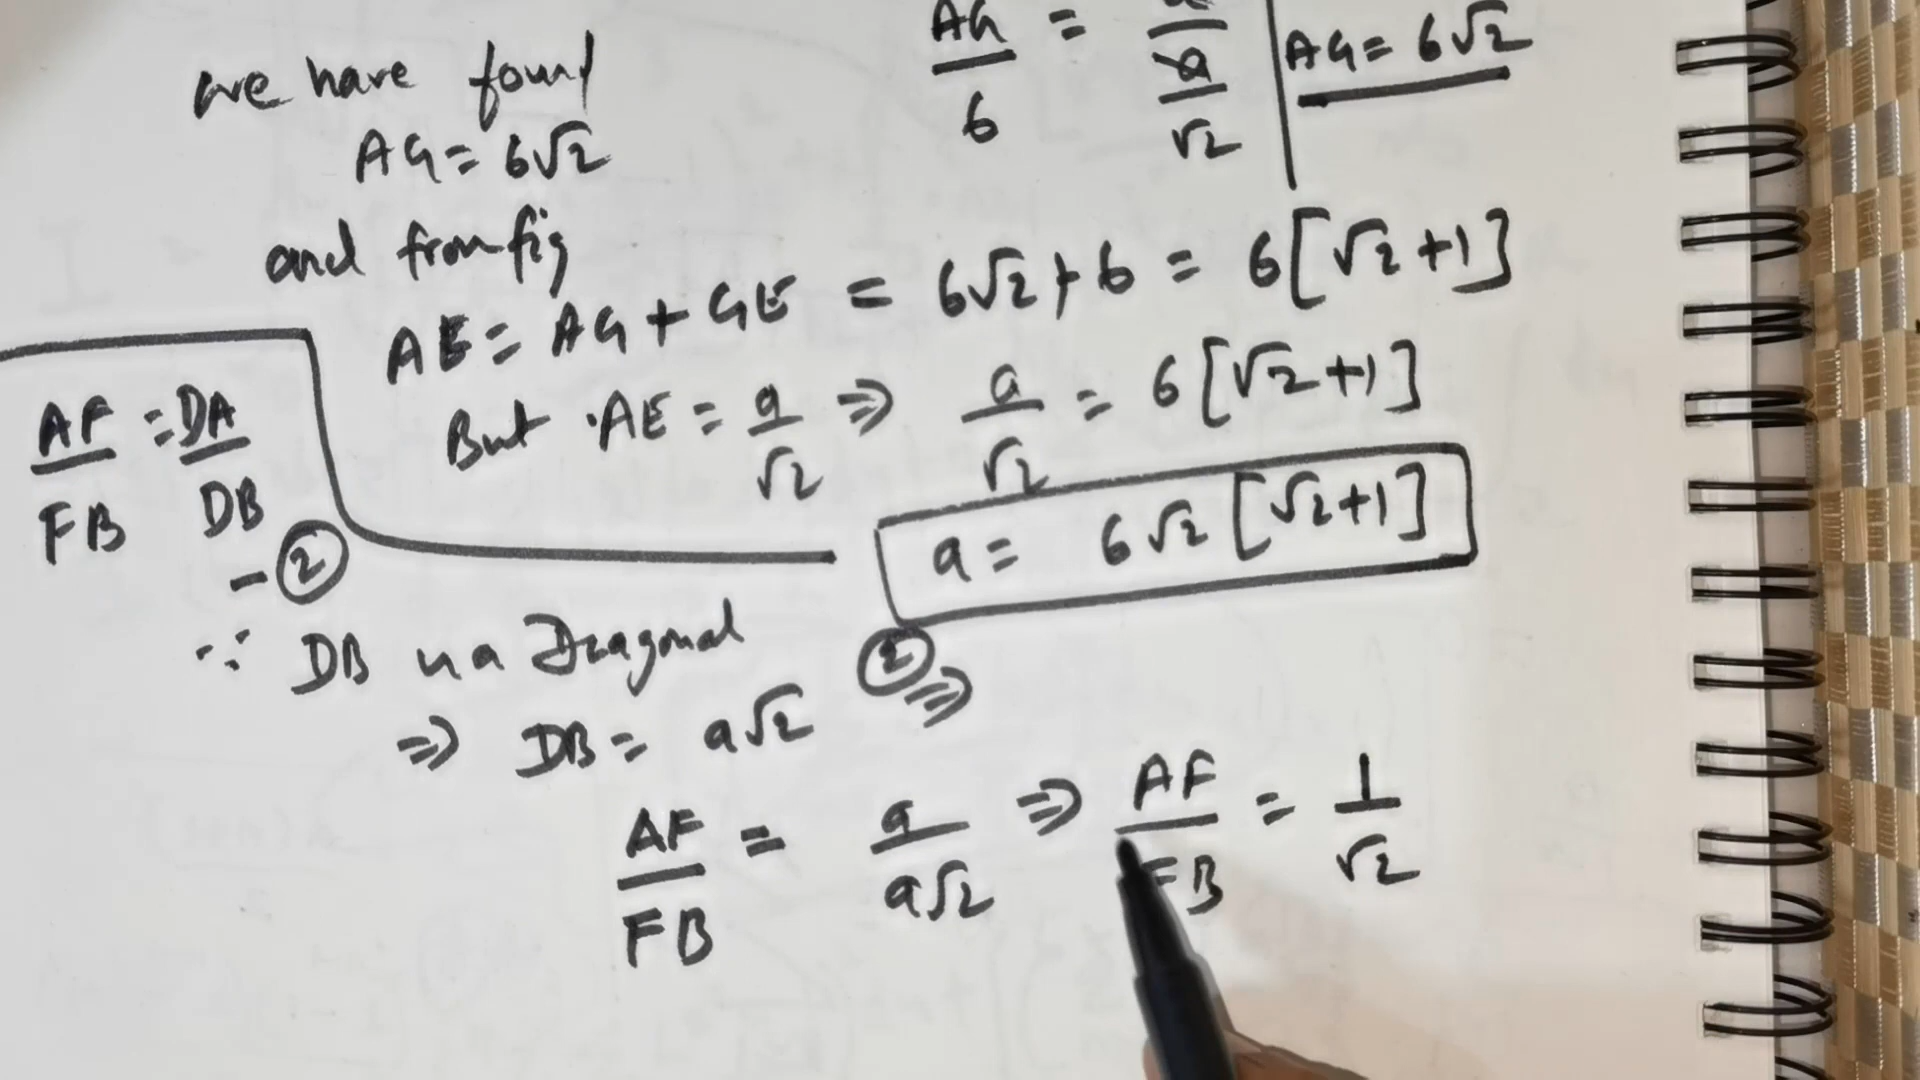 AG/6 = a/(a/√2) | AG = 6√2
we have found
AG = 6√2
and from fig
AE = AG + GE = 6√2 + 6 = 6[√2+1]
But AE = a/√2 ⇒ a/√2 = 6[√2+1]
a = 6√2[√2+1]
AF/FB = DA/DB
- ②
∵ DB is a Diagonal
⇒ DB = a√2
② ⇒
AF/FB = a/a√2 ⇒ AF/FB = 1/√2